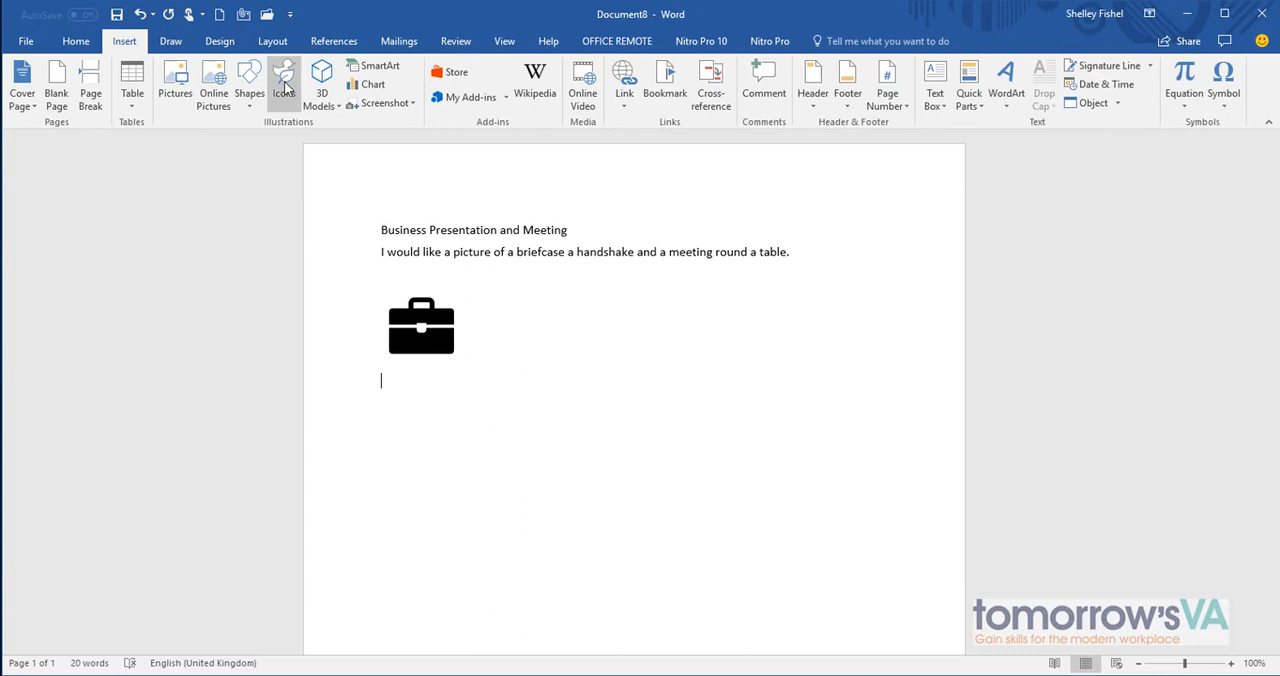 AutoSave Off
Document8 - Word
Shelley Fishel
File Home Insert Draw Design Layout References Mailings Review View Help OFFICE REMOTE Nitro Pro 10 Nitro Pro Tell me what you want to do Share
Cover Page
Blank Page
Page Break
Pages
Table
Tables
Pictures
Online Pictures
Shapes
Icons
3D Models
SmartArt
Chart
Screenshot
Illustrations
Store
My Add-ins
W
Wikipedia
Add-ins
Online Video
Media
Link
Bookmark
Cross-reference
Links
Comment
Comments
Header
Footer
#
Page Number
Header & Footer
A
Text Box
Quick Parts
A
WordArt
A
Drop Cap
Signature Line
Date & Time
Object
Text
π
Equation
Ω
Symbol
Symbols
Business Presentation and Meeting
I would like a picture of a briefcase a handshake and a meeting round a table.
tomorrow'sVA
Gain skills for the modern workplace
Page 1 of 1 20 words English (United Kingdom) 100%